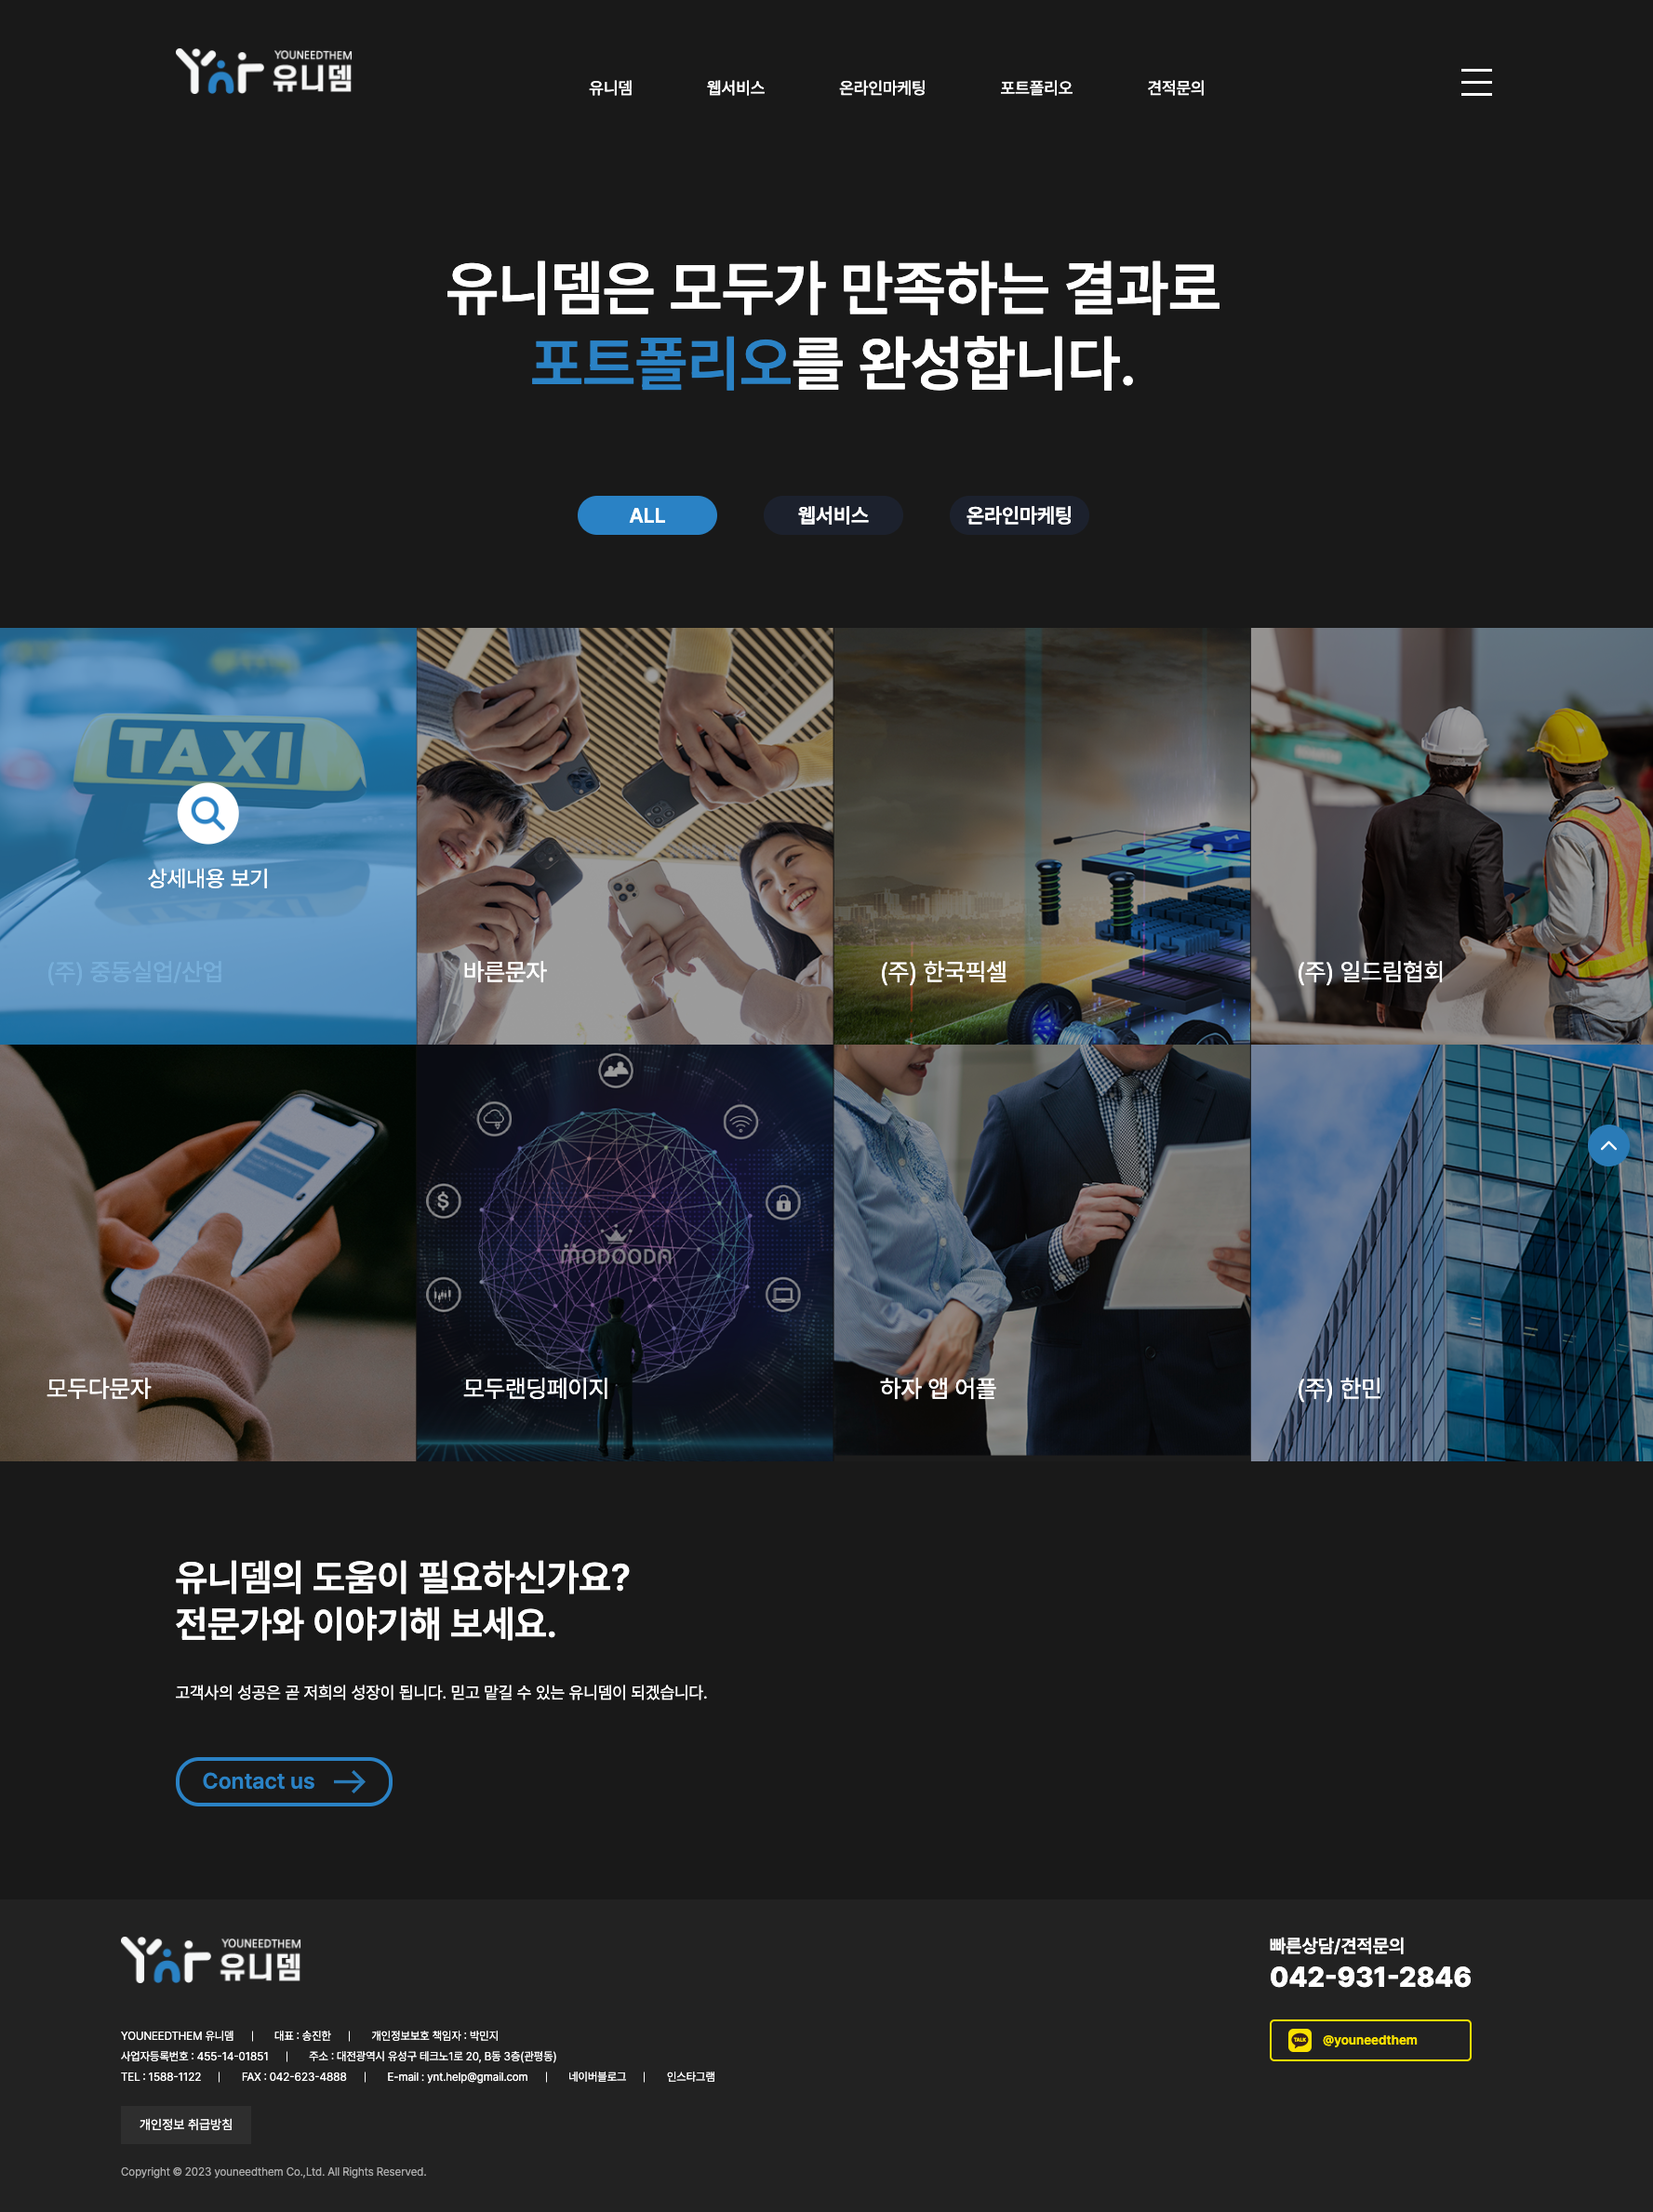 YOUNEEDTHEM
유니뎀
유니뎀 웹서비스 온라인마케팅 포트폴리오 견적문의
유니뎀은 모두가 만족하는 결과로
포트폴리오를 완성합니다.
ALL 웹서비스 온라인마케팅
TAXI
상세내용 보기
(주) 중동실업/산업
바른문자
(주) 한국픽셀
(주) 일드림협회
MODOODA
모두다문자
모두랜딩페이지
하자 앱 어플
(주) 한민
유니뎀의 도움이 필요하신가요?
전문가와 이야기해 보세요.
고객사의 성공은 곧 저희의 성장이 됩니다. 믿고 맡길 수 있는 유니뎀이 되겠습니다.
Contact us
YOUNEEDTHEM
유니뎀
빠른상담/견적문의
042-931-2846
TALK @youneedthem
YOUNEEDTHEM 유니뎀 | 대표 : 송진한 | 개인정보보호 책임자 : 박민지
사업자등록번호 : 455-14-01851 | 주소 : 대전광역시 유성구 테크노1로 20, B동 3층(관평동)
TEL : 1588-1122 | FAX : 042-623-4888 | E-mail : ynt.help@gmail.com | 네이버블로그 | 인스타그램
개인정보 취급방침
Copyright © 2023 youneedthem Co.,Ltd. All Rights Reserved.